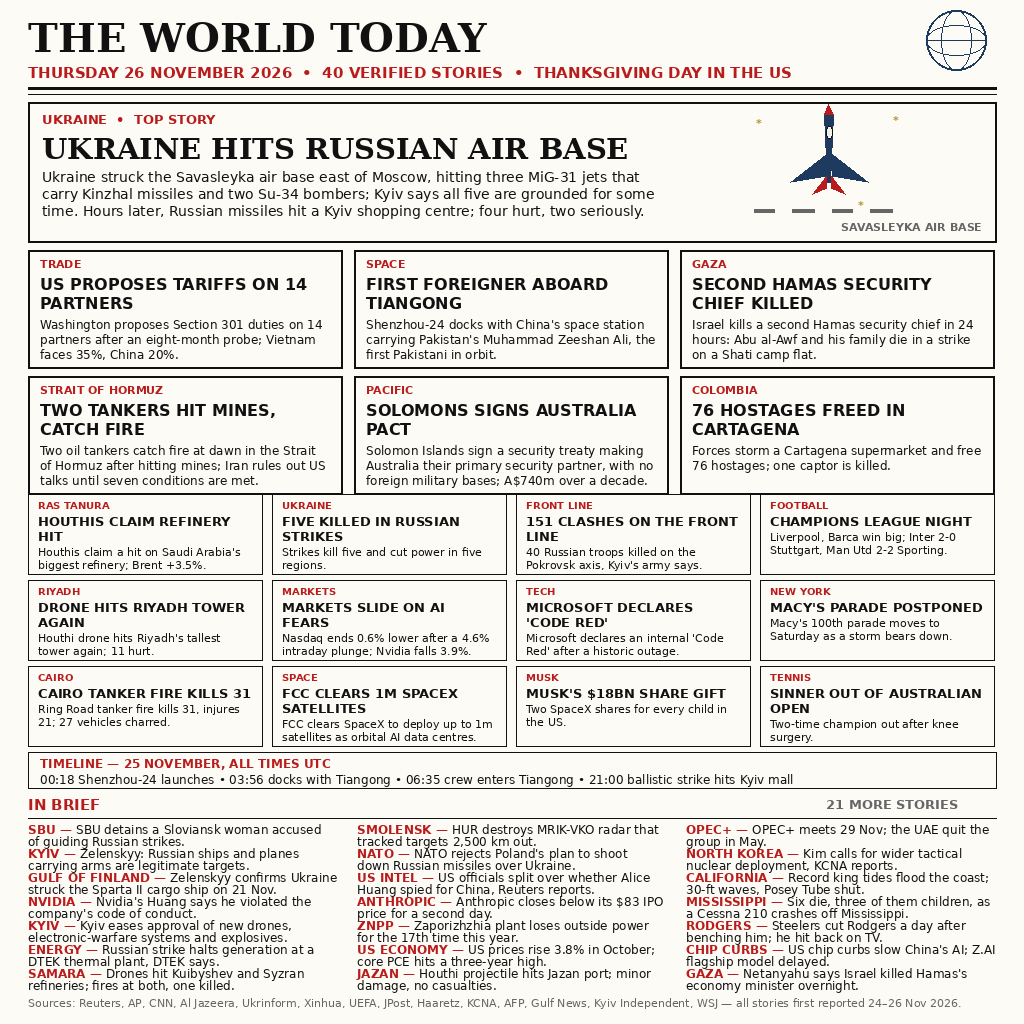 THE WORLD TODAY
THURSDAY 26 NOVEMBER 2026 • 40 VERIFIED STORIES • THANKSGIVING DAY IN THE US
UKRAINE • TOP STORY
UKRAINE HITS RUSSIAN AIR BASE
Ukraine struck the Savasleyka air base east of Moscow, hitting three MiG-31 jets that
carry Kinzhal missiles and two Su-34 bombers; Kyiv says all five are grounded for some
time. Hours later, Russian missiles hit a Kyiv shopping centre; four hurt, two seriously.
SAVASLEYKA AIR BASE
TRADE
US PROPOSES TARIFFS ON 14
PARTNERS
Washington proposes Section 301 duties on 14
partners after an eight-month probe; Vietnam
faces 35%, China 20%.
SPACE
FIRST FOREIGNER ABOARD
TIANGONG
Shenzhou-24 docks with China's space station
carrying Pakistan's Muhammad Zeeshan Ali, the
first Pakistani in orbit.
GAZA
SECOND HAMAS SECURITY
CHIEF KILLED
Israel kills a second Hamas security chief in 24
hours: Abu al-Awf and his family die in a strike
on a Shati camp flat.
STRAIT OF HORMUZ
TWO TANKERS HIT MINES,
CATCH FIRE
Two oil tankers catch fire at dawn in the Strait
of Hormuz after hitting mines; Iran rules out US
talks until seven conditions are met.
PACIFIC
SOLOMONS SIGNS AUSTRALIA
PACT
Solomon Islands sign a security treaty making
Australia their primary security partner, with no
foreign military bases; A$740m over a decade.
COLOMBIA
76 HOSTAGES FREED IN
CARTAGENA
Forces storm a Cartagena supermarket and free
76 hostages; one captor is killed.
RAS TANURA
HOUTHIS CLAIM REFINERY
HIT
Houthis claim a hit on Saudi Arabia's
biggest refinery; Brent +3.5%.
UKRAINE
FIVE KILLED IN RUSSIAN
STRIKES
Strikes kill five and cut power in five
regions.
FRONT LINE
151 CLASHES ON THE FRONT
LINE
40 Russian troops killed on the
Pokrovsk axis, Kyiv's army says.
FOOTBALL
CHAMPIONS LEAGUE NIGHT
Liverpool, Barca win big; Inter 2-0
Stuttgart, Man Utd 2-2 Sporting.
RIYADH
DRONE HITS RIYADH TOWER
AGAIN
Houthi drone hits Riyadh's tallest
tower again; 11 hurt.
MARKETS
MARKETS SLIDE ON AI
FEARS
Nasdaq ends 0.6% lower after a 4.6%
intraday plunge; Nvidia falls 3.9%.
TECH
MICROSOFT DECLARES
'CODE RED'
Microsoft declares an internal 'Code
Red' after a historic outage.
NEW YORK
MACY'S PARADE POSTPONED
Macy's 100th parade moves to
Saturday as a storm bears down.
CAIRO
CAIRO TANKER FIRE KILLS 31
Ring Road tanker fire kills 31, injures
21; 27 vehicles charred.
SPACE
FCC CLEARS 1M SPACEX
SATELLITES
FCC clears SpaceX to deploy up to 1m
satellites as orbital AI data centres.
MUSK
MUSK'S $18BN SHARE GIFT
Two SpaceX shares for every child in
the US.
TENNIS
SINNER OUT OF AUSTRALIAN
OPEN
Two-time champion out after knee
surgery.
TIMELINE — 25 NOVEMBER, ALL TIMES UTC
00:18 Shenzhou-24 launches • 03:56 docks with Tiangong • 06:35 crew enters Tiangong • 21:00 ballistic strike hits Kyiv mall
IN BRIEF
21 MORE STORIES
SBU — SBU detains a Sloviansk woman accused
of guiding Russian strikes.
KYIV — Zelenskyy: Russian ships and planes
carrying arms are legitimate targets.
GULF OF FINLAND — Zelenskyy confirms Ukraine
struck the Sparta II cargo ship on 21 Nov.
NVIDIA — Nvidia's Huang says he violated the
company's code of conduct.
KYIV — Kyiv eases approval of new drones,
electronic-warfare systems and explosives.
ENERGY — Russian strike halts generation at a
DTEK thermal plant, DTEK says.
SAMARA — Drones hit Kuibyshev and Syzran
refineries; fires at both, one killed.
SMOLENSK — HUR destroys MRIK-VKO radar that
tracked targets 2,500 km out.
NATO — NATO rejects Poland's plan to shoot
down Russian missiles over Ukraine.
US INTEL — US officials split over whether Alice
Huang spied for China, Reuters reports.
ANTHROPIC — Anthropic closes below its $83 IPO
price for a second day.
ZNPP — Zaporizhzhia plant loses outside power
for the 17th time this year.
US ECONOMY — US prices rise 3.8% in October;
core PCE hits a three-year high.
JAZAN — Houthi projectile hits Jazan port; minor
damage, no casualties.
OPEC+ — OPEC+ meets 29 Nov; the UAE quit the
group in May.
NORTH KOREA — Kim calls for wider tactical
nuclear deployment, KCNA reports.
CALIFORNIA — Record king tides flood the coast;
30-ft waves, Posey Tube shut.
MISSISSIPPI — Six die, three of them children, as
a Cessna 210 crashes off Mississippi.
RODGERS — Steelers cut Rodgers a day after
benching him; he hit back on TV.
CHIP CURBS — US chip curbs slow China's AI; Z.AI
flagship model delayed.
GAZA — Netanyahu says Israel killed Hamas's
economy minister overnight.
Sources: Reuters, AP, CNN, Al Jazeera, Ukrinform, Xinhua, UEFA, JPost, Haaretz, KCNA, AFP, Gulf News, Kyiv Independent, WSJ — all stories first reported 24–26 Nov 2026.